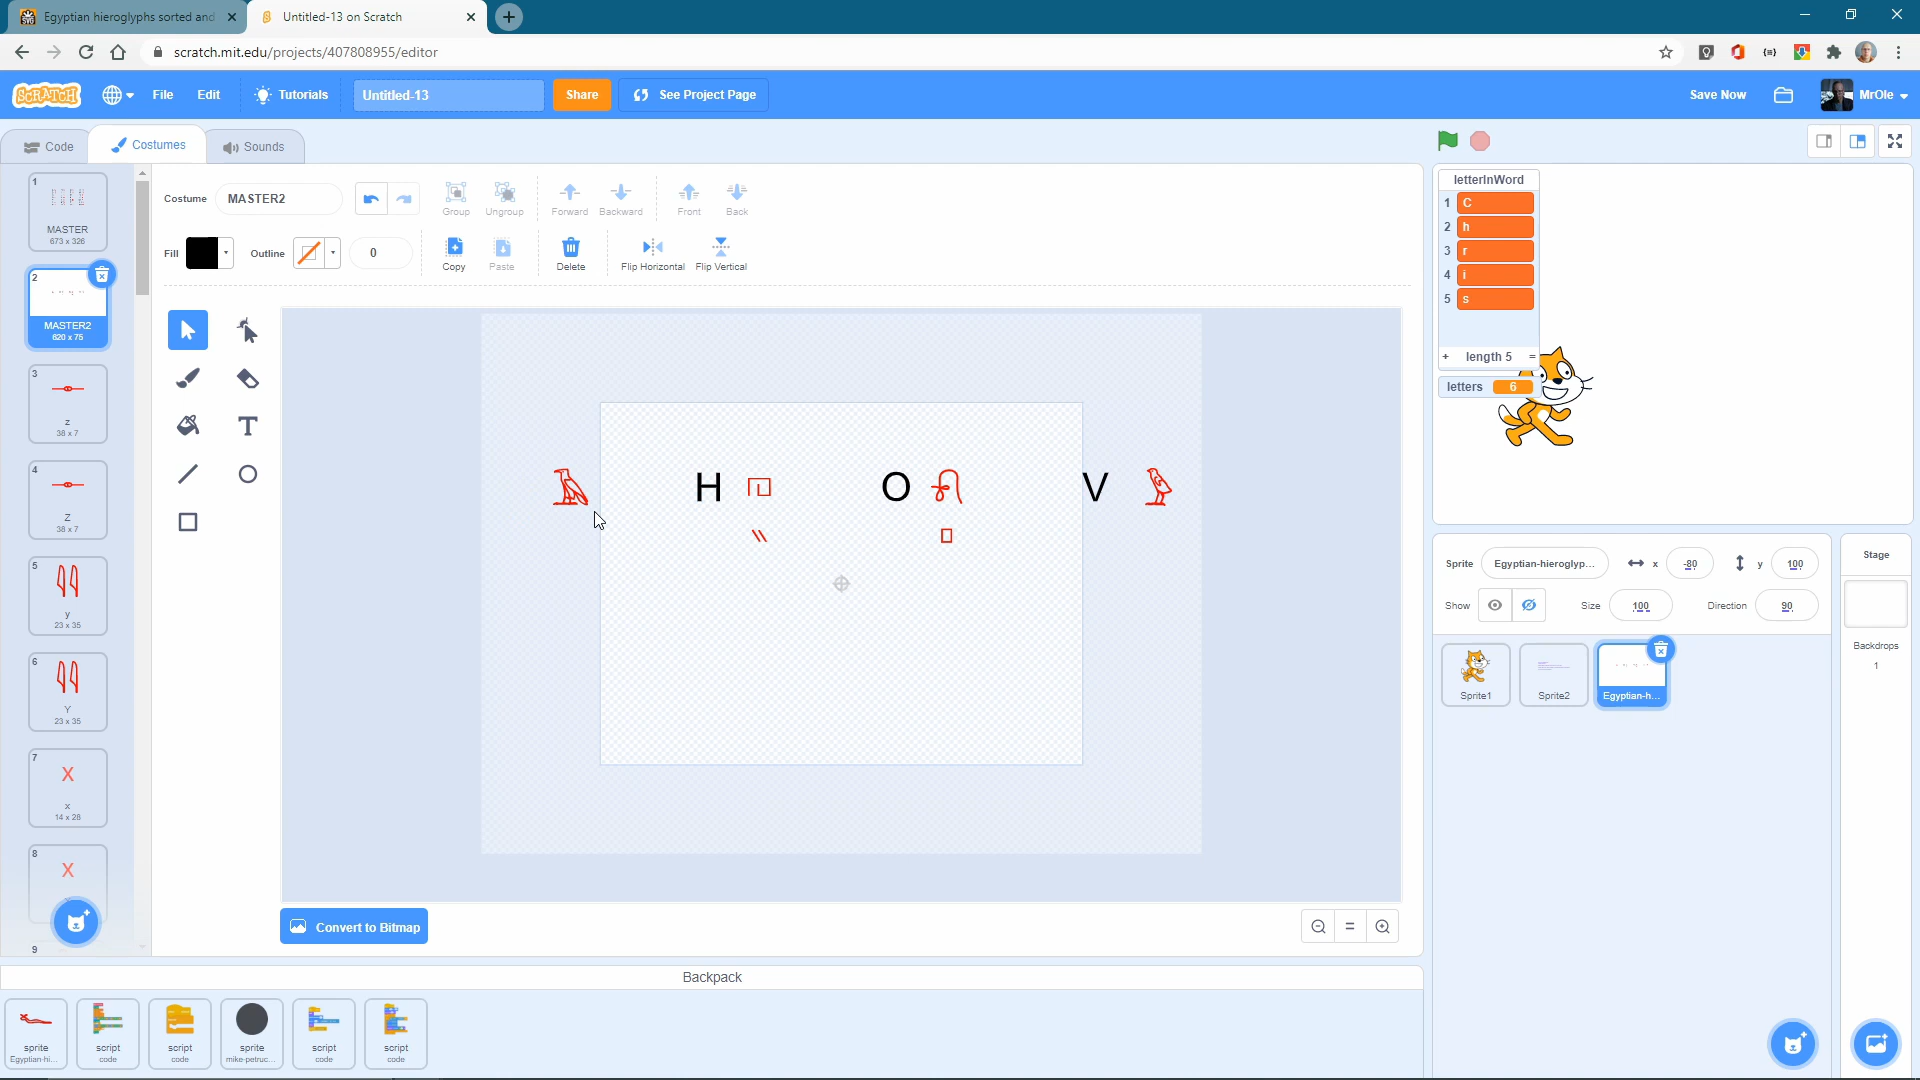 Egyptian hieroglyphs sorted and
Untitled-13 on Scratch
scratch.mit.edu/projects/407808955/editor
SCRATCH
File
Edit
Tutorials
Untitled-13
Share
See Project Page
Save Now
MrOle
Code
Costumes
Sounds
1
MASTER
673 x 326
2
MASTER2
620 x 75
3
z
38 x 7
4
Z
38 x 7
5
y
23 x 35
6
Y
23 x 35
7
X
x
14 x 28
8
X
9
Costume
MASTER2
Group
Ungroup
Forward
Backward
Front
Back
Fill
Outline
0
Copy
Paste
Delete
Flip Horizontal
Flip Vertical
T
H
O
V
Convert to Bitmap
letterInWord
1 C
2 h
3 r
4 i
5 s
+ length 5 =
letters 6
Sprite
Egyptian-hieroglyp...
x
-80
y
100
Show
Size
100
Direction
90
Sprite1
Sprite2
Egyptian-h...
Stage
Backdrops
1
Backpack
sprite
Egyptian-hi...
script
code
script
code
sprite
mike-petruc...
script
code
script
code